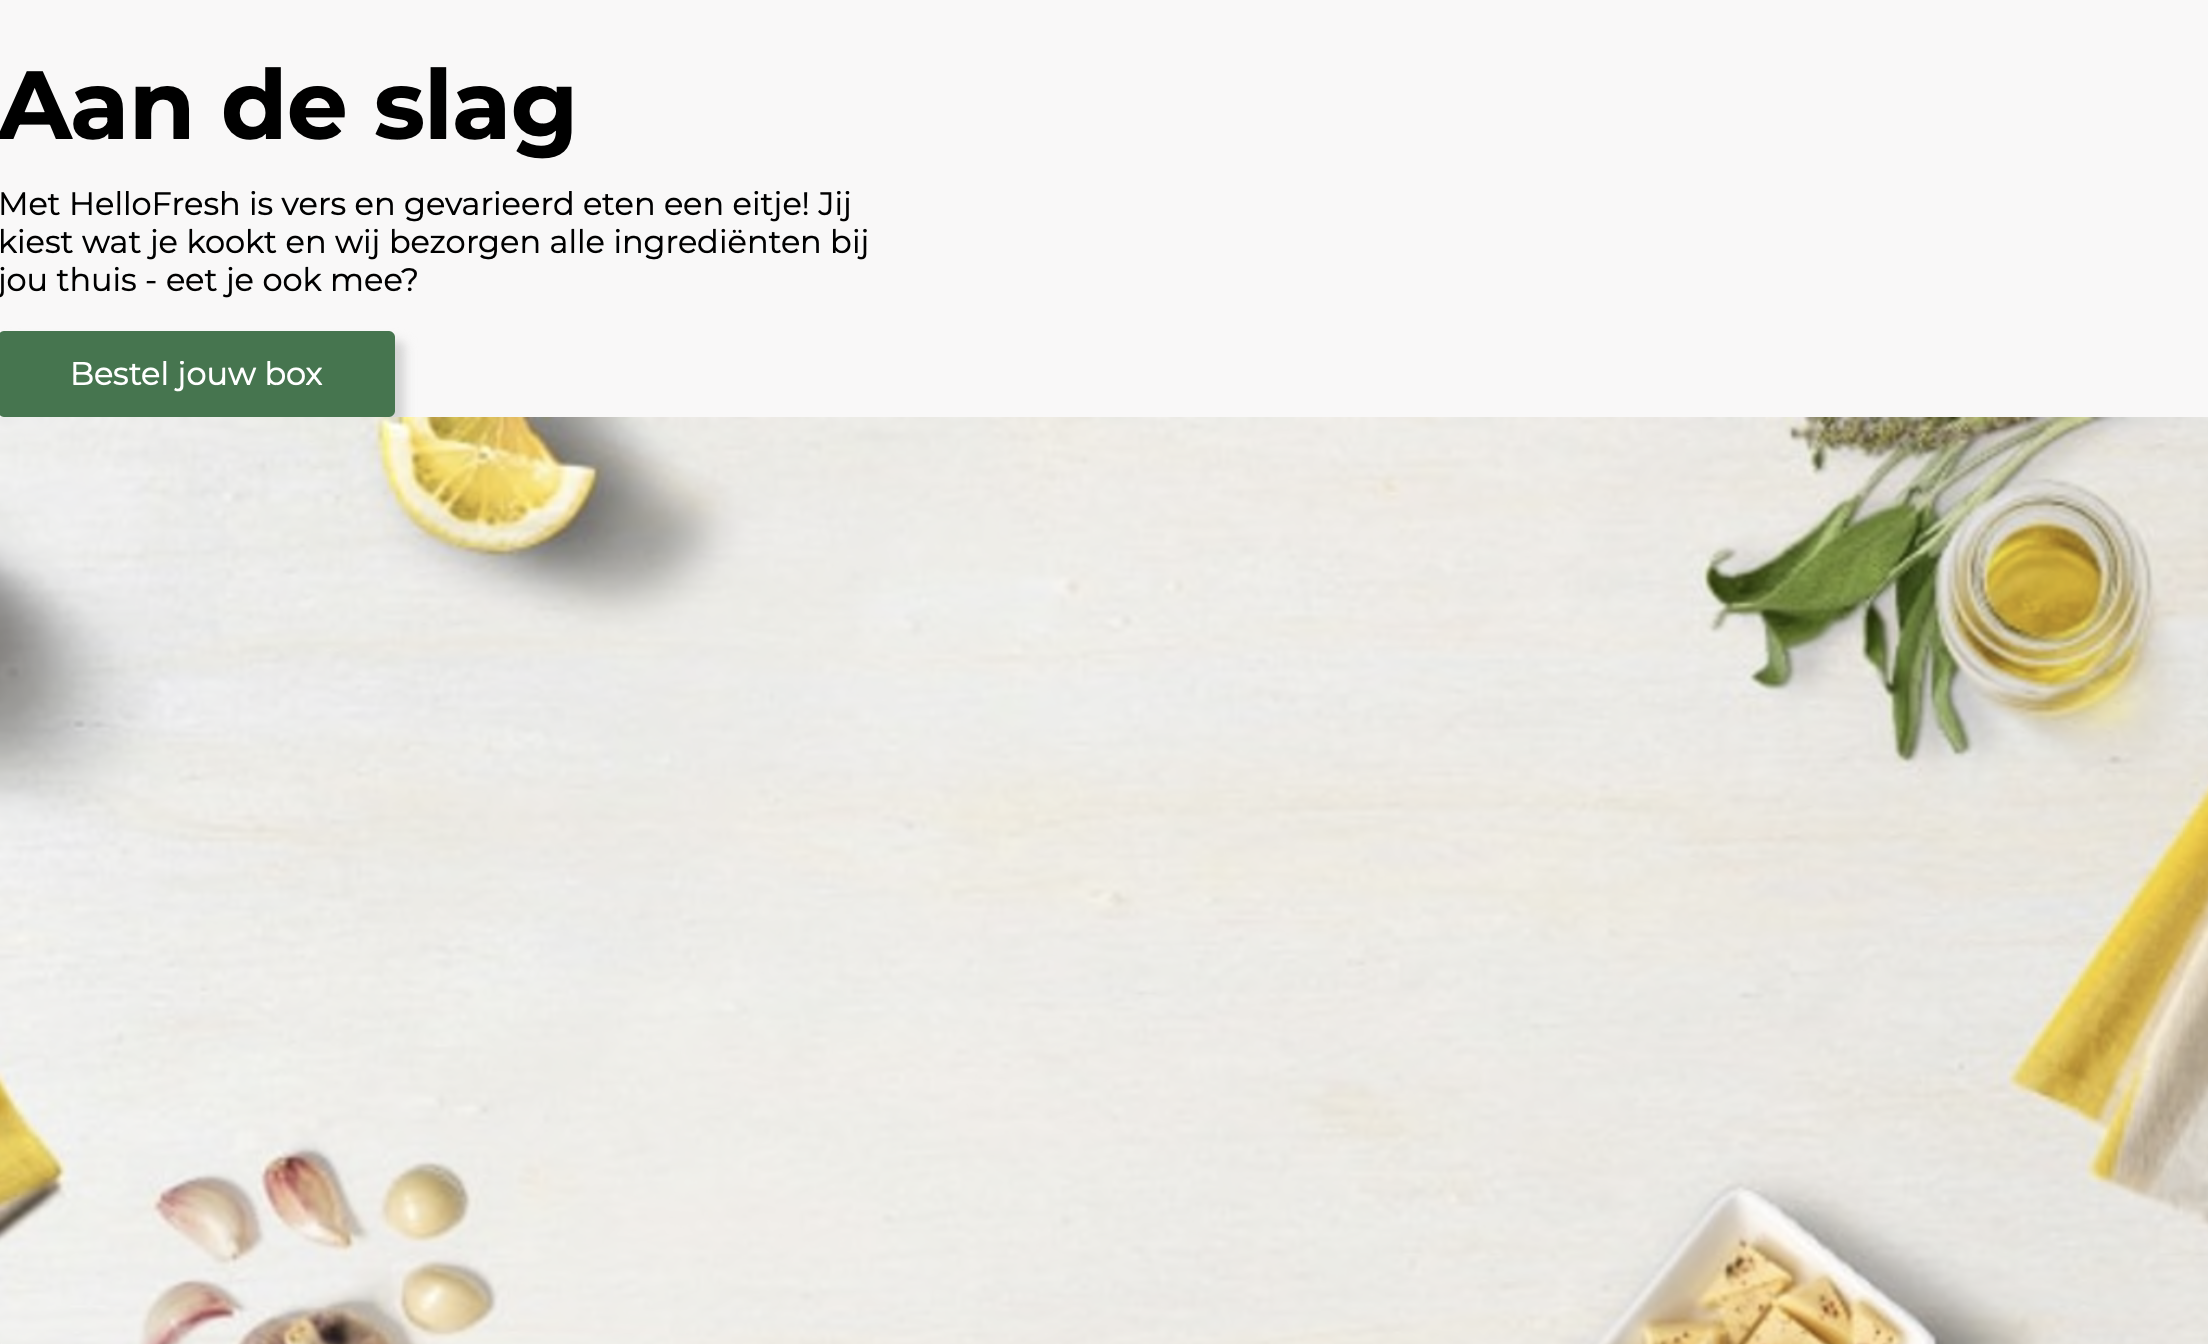 Aan de slag
Met HelloFresh is vers en gevarieerd eten een eitje! Jij
kiest wat je kookt en wij bezorgen alle ingrediënten bij
jou thuis - eet je ook mee?
Bestel jouw box